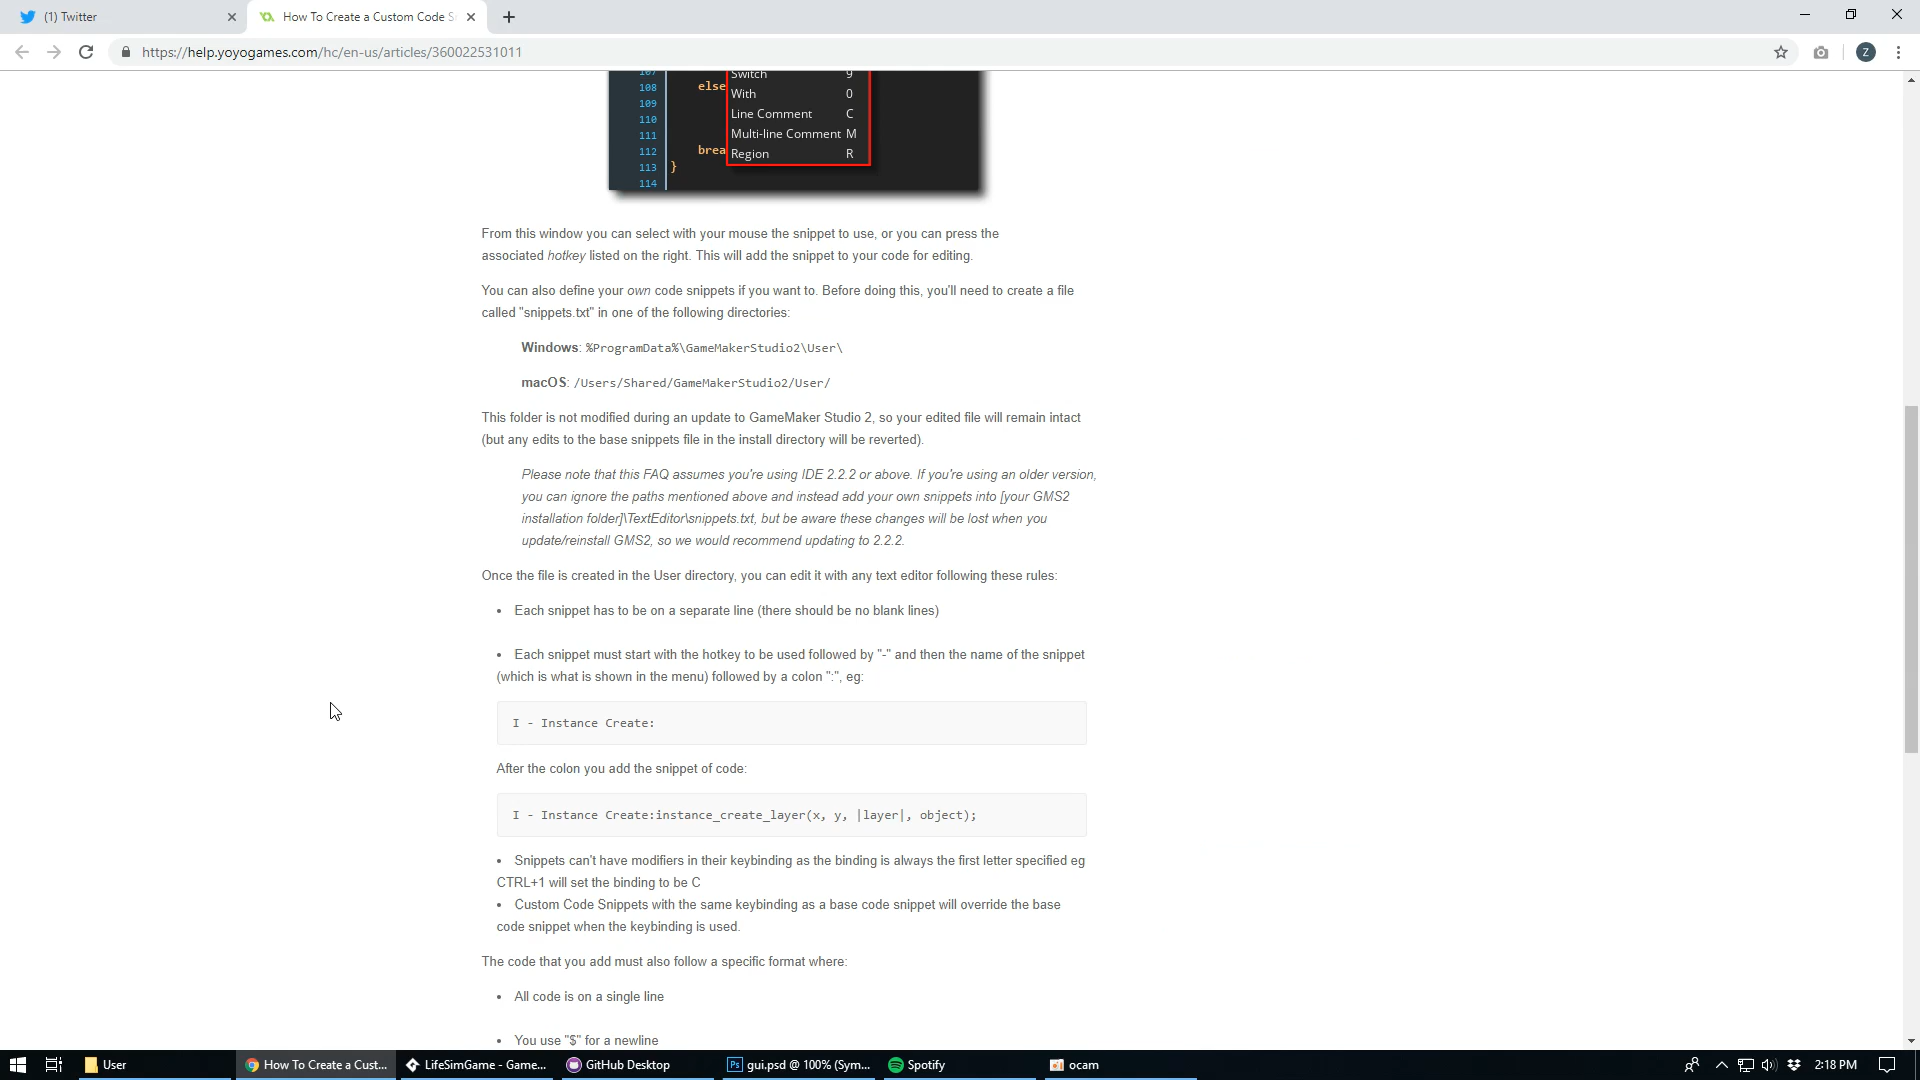 (1) Twitter
How To Create a Custom Code S
https://help.yoyogames.com/hc/en-us/articles/360022531011
Z
107
Switch 9
108 else
With 0
109
Line Comment C
110
111
Multi-line Comment M
112 brea
Region R
113 }
114
From this window you can select with your mouse the snippet to use, or you can press the
associated hotkey listed on the right. This will add the snippet to your code for editing.
You can also define your own code snippets if you want to. Before doing this, you'll need to create a file
called "snippets.txt" in one of the following directories:
Windows: %ProgramData%\GameMakerStudio2\User\
macOS: /Users/Shared/GameMakerStudio2/User/
This folder is not modified during an update to GameMaker Studio 2, so your edited file will remain intact
(but any edits to the base snippets file in the install directory will be reverted).
Please note that this FAQ assumes you're using IDE 2.2.2 or above. If you're using an older version,
you can ignore the paths mentioned above and instead add your own snippets into [your GMS2
installation folder]\TextEditor\snippets.txt, but be aware these changes will be lost when you
update/reinstall GMS2, so we would recommend updating to 2.2.2.
Once the file is created in the User directory, you can edit it with any text editor following these rules:
• Each snippet has to be on a separate line (there should be no blank lines)
• Each snippet must start with the hotkey to be used followed by "-" and then the name of the snippet
(which is what is shown in the menu) followed by a colon ":", eg:
I - Instance Create:
After the colon you add the snippet of code:
I - Instance Create:instance_create_layer(x, y, |layer|, object);
• Snippets can't have modifiers in their keybinding as the binding is always the first letter specified eg
CTRL+1 will set the binding to be C
• Custom Code Snippets with the same keybinding as a base code snippet will override the base
code snippet when the keybinding is used.
The code that you add must also follow a specific format where:
• All code is on a single line
• You use "$" for a newline
User
How To Create a Cust...
LifeSimGame - Game...
GitHub Desktop
Ps gui.psd @ 100% (Sym...
Spotify
ocam
2:18 PM